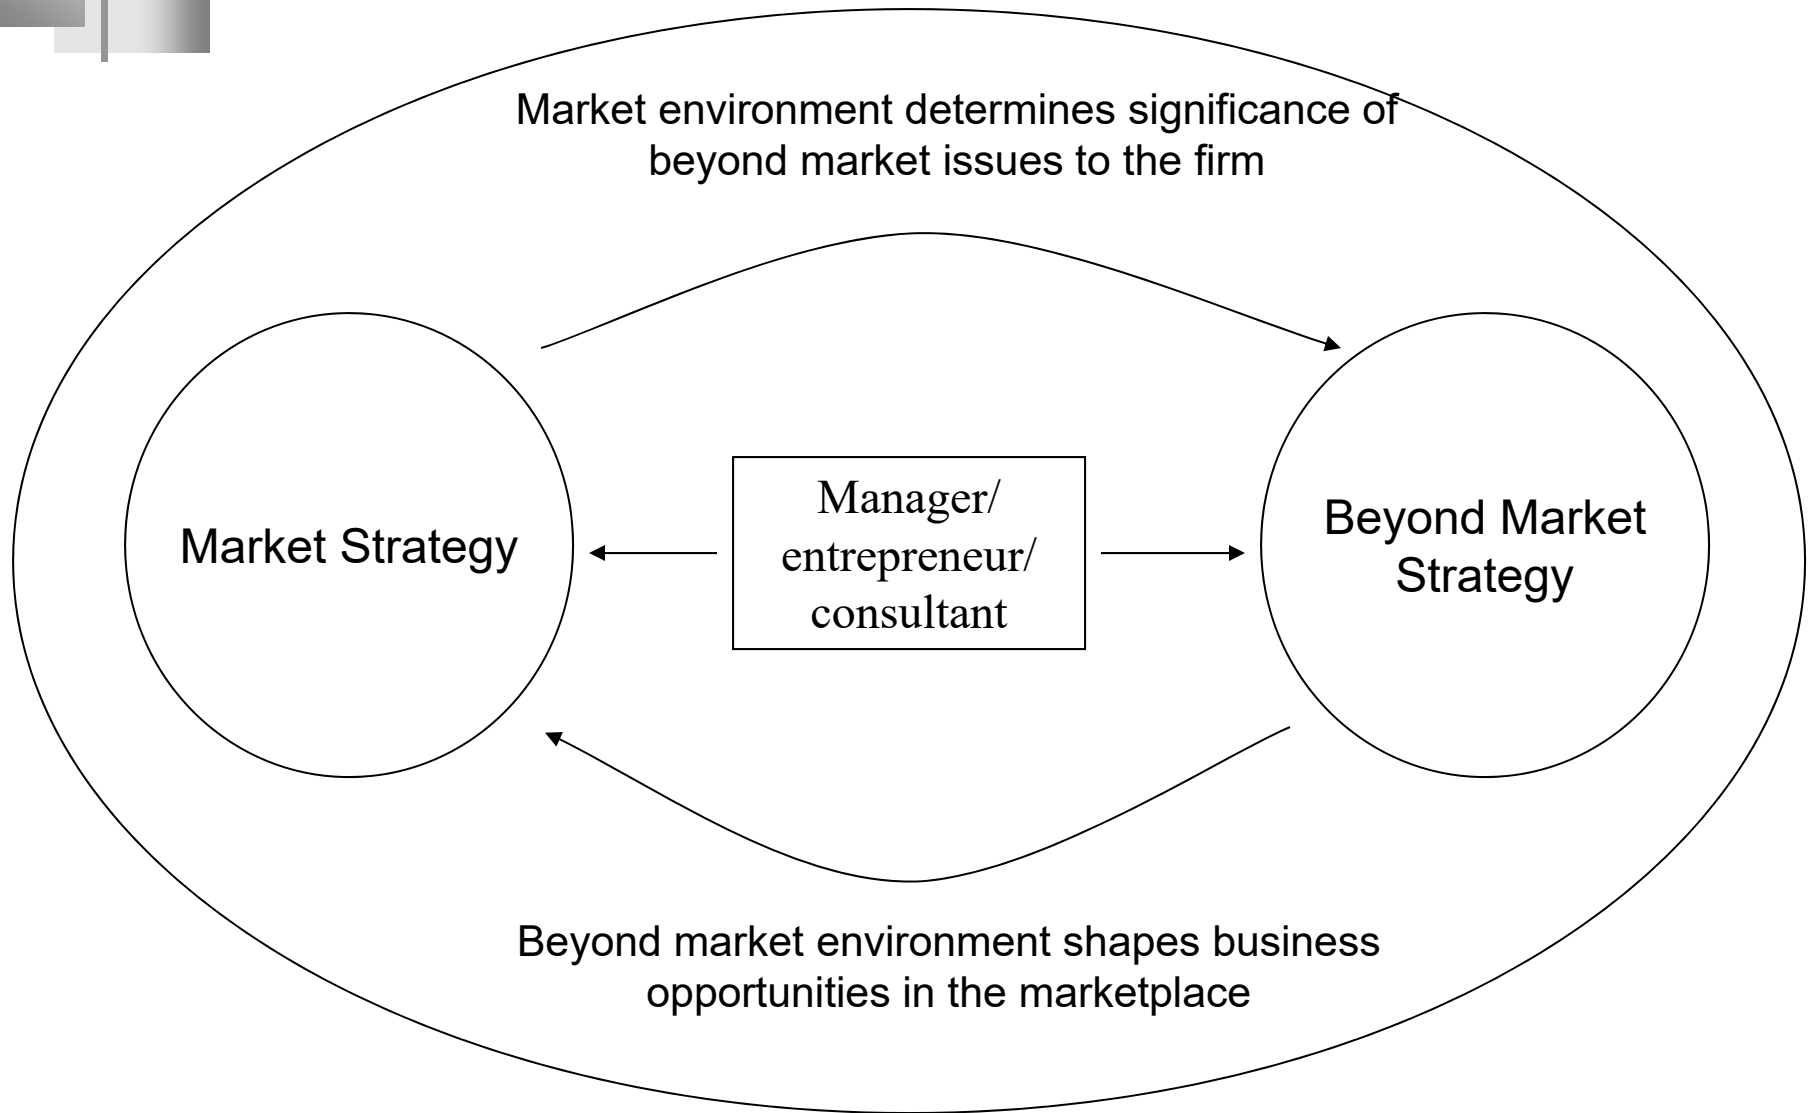 Market environment determines significance of
beyond market issues to the firm
Market Strategy
Manager/
entrepreneur/
consultant
Beyond Market
Strategy
Beyond market environment shapes business
opportunities in the marketplace